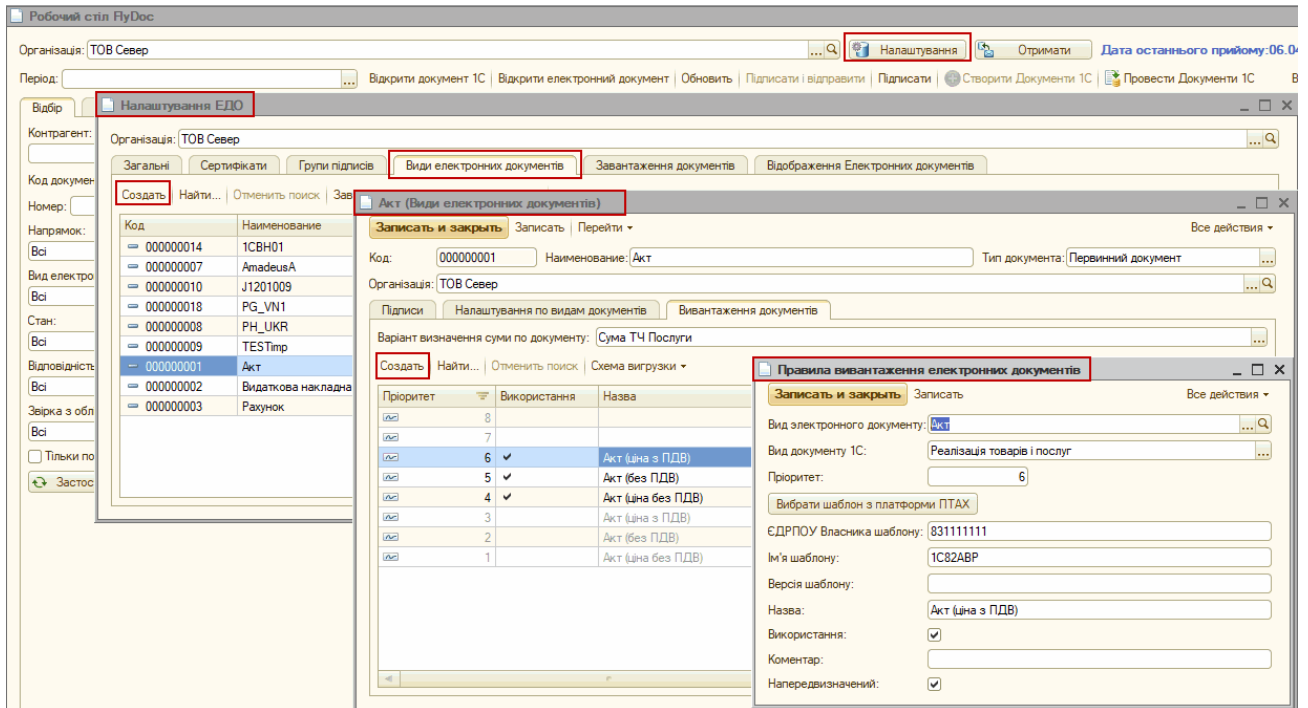 Робочий стіл FlyDoc
Організація: ТОВ Север ... Налаштування Отримати Дата останнього прийому:06.04
Період: ... Відкрити документ 1С Відкрити електронний документ Обновить Підписати і відправити Підписати Створити Документи 1С Провести Документи 1С В
Відбір
Контрагент:
Код докумен
Номер:
Напрямок:
Всі
Вид електро
Всі
Стан:
Всі
Відповідність
Всі
Звірка з обл
Всі
Тільки по
Застос
Налаштування ЕДО
Організація: ТОВ Север ...
Загальні Сертифікати Групи підписів Види електронних документів Завантаження документів Відображення Електронних документів
Создать Найти... Отменить поиск Зав
Код Наименование
000000014 1CBH01
000000007 AmadeusA
000000010 J1201009
000000018 PG_VN1
000000008 PH_UKR
000000009 TESTimp
000000001 Акт
000000002 Видаткова накладна
000000003 Рахунок
Акт (Види електронних документів)
Записать и закрыть Записать Перейти Все действия
Код: 000000001 Наименование: Акт Тип документа: Первинний документ ...
Організація: ТОВ Север ...
Підписи Налаштування по видам документів Вивантаження документів
Варіант визначення суми по документу: Сума ТЧ Послуги ...
Создать Найти... Отменить поиск Схема вигрузки
Пріоритет Використання Назва
8
7
6 Акт (ціна з ПДВ)
5 Акт (без ПДВ)
4 Акт (ціна без ПДВ)
3 Акт (ціна з ПДВ)
2 Акт (без ПДВ)
1 Акт (ціна без ПДВ)
Правила вивантаження електронних документів
Записать и закрыть Записать Все действия
Вид электронного документу: Акт ...
Вид документу 1С: Реалізація товарів і послуг ...
Пріоритет: 6
Вибрати шаблон з платформи ПТАХ
ЄДРПОУ Власника шаблону: 831111111
Ім'я шаблону: 1C82ABP
Версія шаблону:
Назва: Акт (ціна з ПДВ)
Використання:
Коментар:
Напередвизначений: